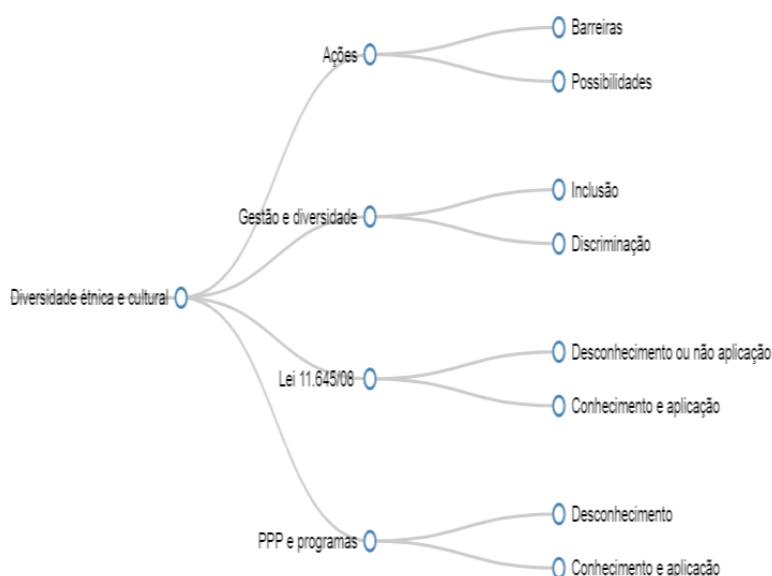 Barreiras
Ações
Possibilidades
Inclusão
Gestão e diversidade
Discriminação
Diversidade étnica e cultural
Desconhecimento ou não aplicação
Lei 11.645/08
Conhecimento e aplicação
Desconhecimento
PPP e programas
Conhecimento e aplicação